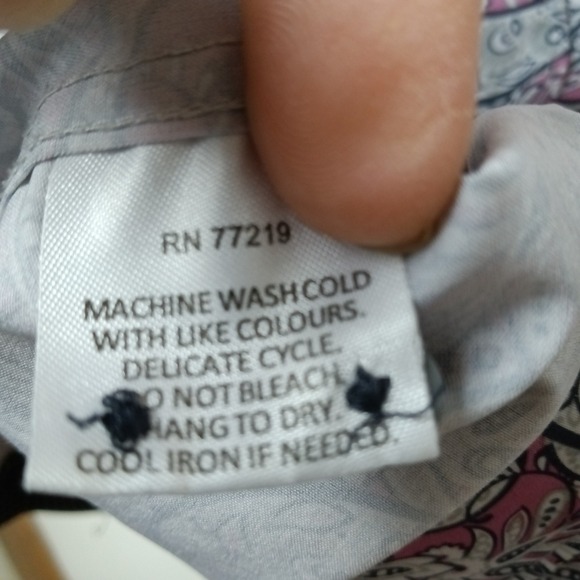 RN 77219
MACHINE WASH COLD
WITH LIKE COLOURS.
DELICATE CYCLE.
DO NOT BLEACH.
HANG TO DRY.
COOL IRON IF NEEDED.